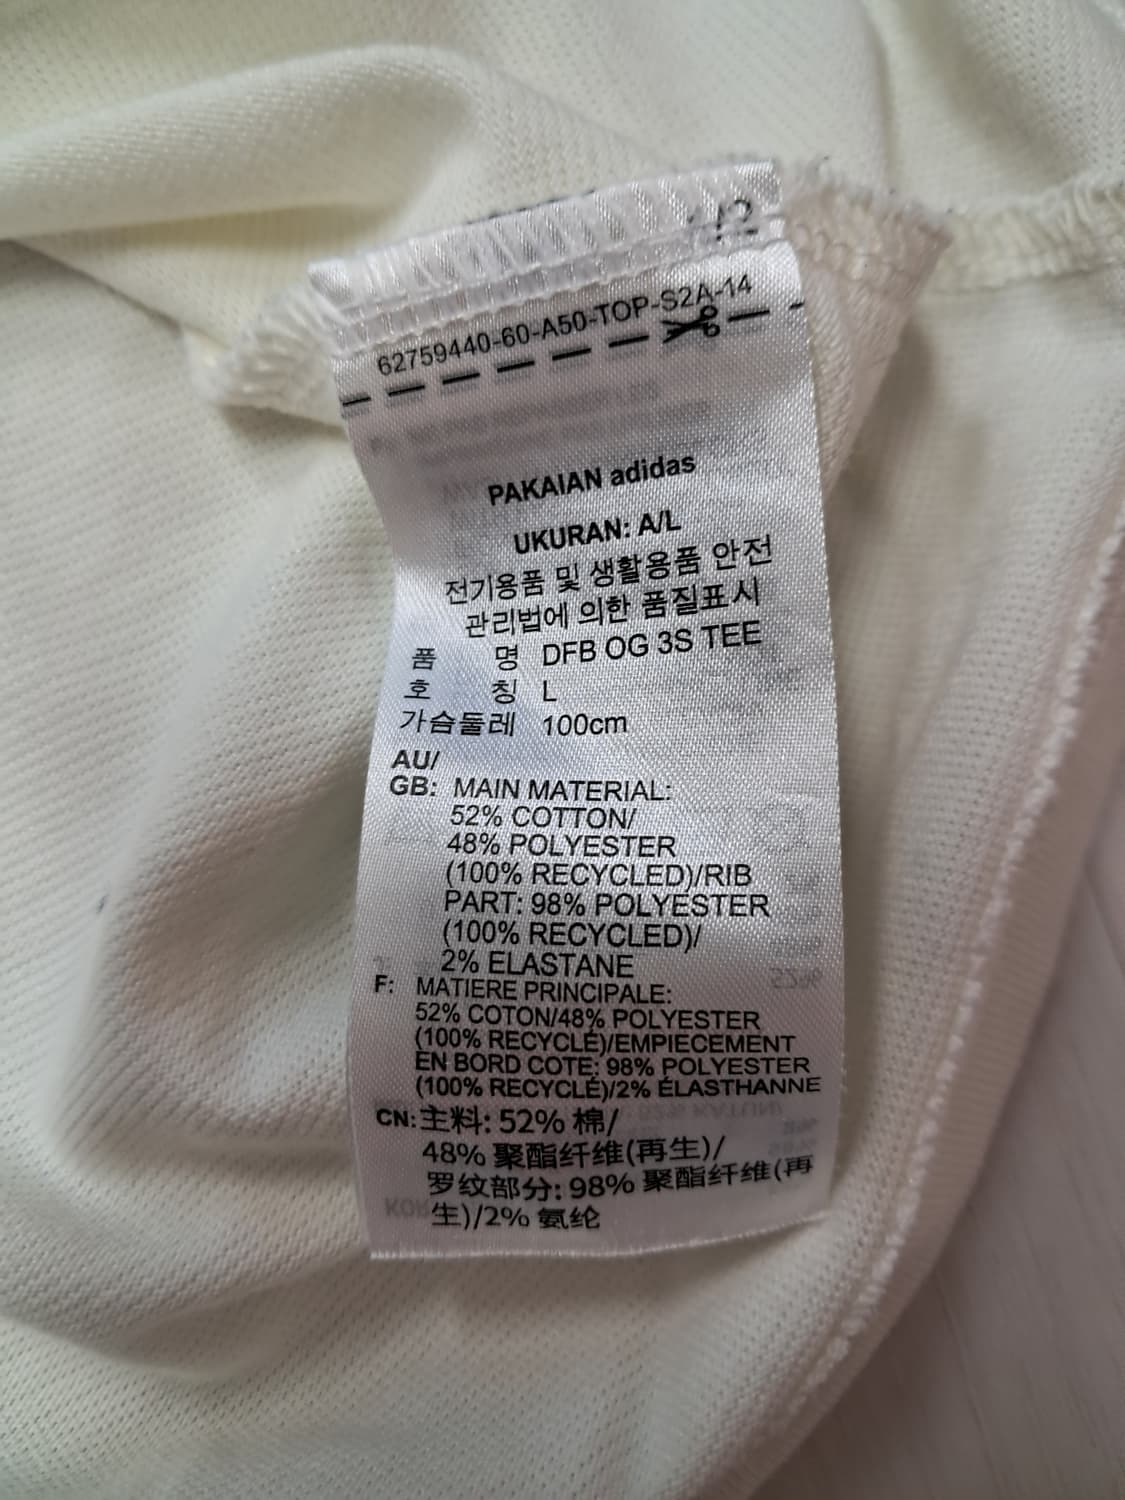 1/2
62759440-60-A50-TOP-S2A-14
PAKAIAN adidas
UKURAN: A/L
전기용품 및 생활용품 안전
관리법에 의한 품질표시
품 명 DFB OG 3S TEE
호 칭 L
가슴둘레 100cm
AU/
GB: MAIN MATERIAL:
52% COTTON/
48% POLYESTER
(100% RECYCLED)/RIB
PART: 98% POLYESTER
(100% RECYCLED)/
2% ELASTANE
F: MATIERE PRINCIPALE:
52% COTON/48% POLYESTER
(100% RECYCLÉ)/EMPIECEMENT
EN BORD COTE: 98% POLYESTER
(100% RECYCLÉ)/2% ÉLASTHANNE
CN: 主料: 52% 棉/
48% 聚酯纤维(再生)/
罗纹部分: 98% 聚酯纤维(再
生)/2% 氨纶